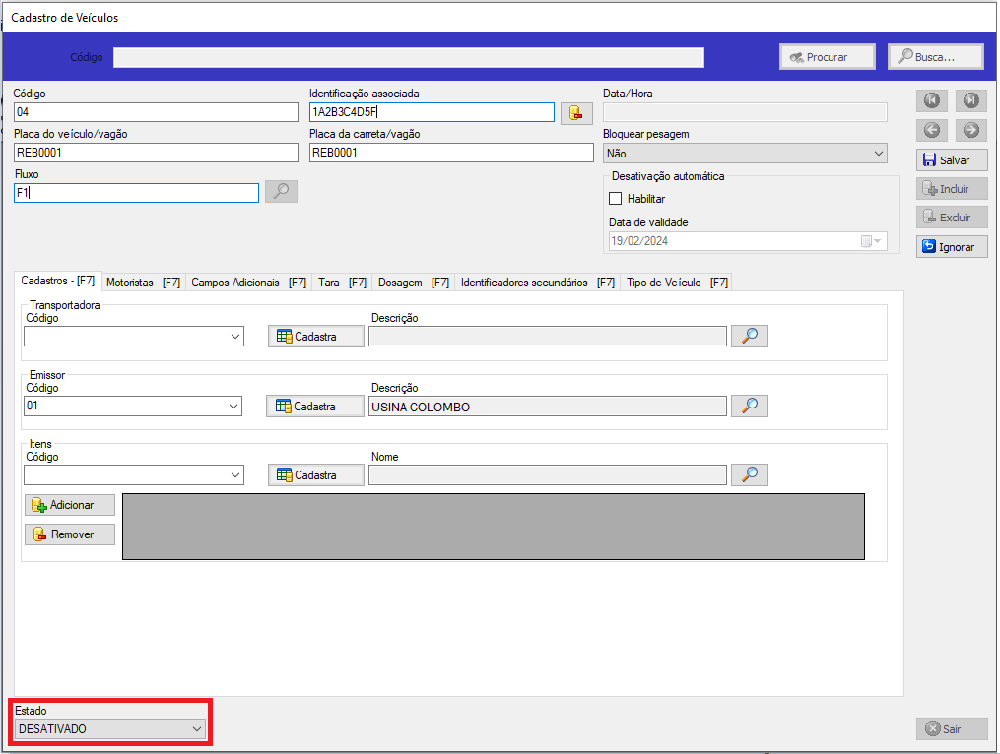 Cadastro de Veículos
Código
Procurar
Busca...
Código
Identificação associada
Data/Hora
04
1A2B3C4D5F
Placa do veículo/vagão
Placa da carreta/vagão
Bloquear pesagem
REB0001
REB0001
Não
Salvar
Fluxo
Desativação automática
F1
Habilitar
Incluir
Data de validade
Excluir
19/02/2024
Ignorar
Cadastros - [F7]
Motoristas - [F7]
Campos Adicionais - [F7]
Tara - [F7]
Dosagem - [F7]
Identificadores secundários - [F7]
Tipo de Veículo - [F7]
Transportadora
Código
Descrição
Cadastra
Emissor
Código
Descrição
01
Cadastra
USINA COLOMBO
Itens
Código
Nome
Cadastra
Adicionar
Remover
Estado
DESATIVADO
Sair